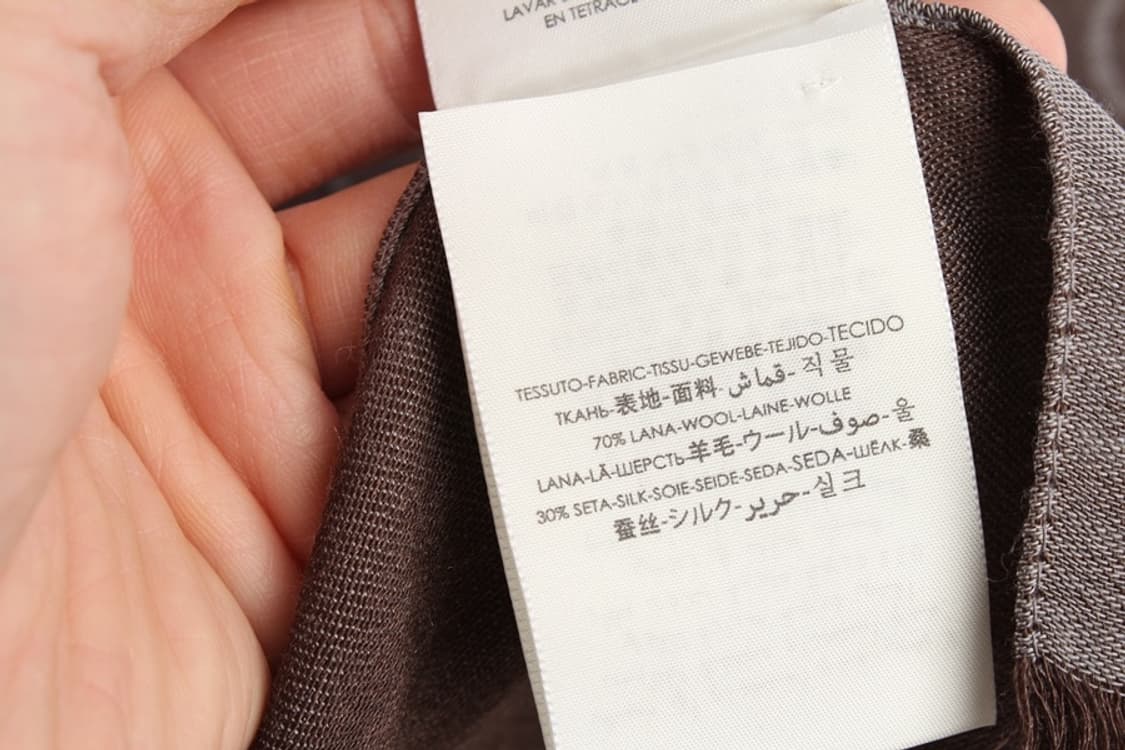 LAVAR
EN
TESSUTO-FABRIC-TISSU-GEWEBE-TEJIDO-TECIDO
ТКАНЬ-表地-面料-قماش-직물
70% LANA-WOOL-LAINE-WOLLE
LANA-LÃ-ШЕРСТЬ-羊毛-ウール-صوف-울
30% SETA-SILK-SOIE-SEIDE-SEDA-SEDA-ШЁЛК-桑
蚕丝-シルク-حرير-실크